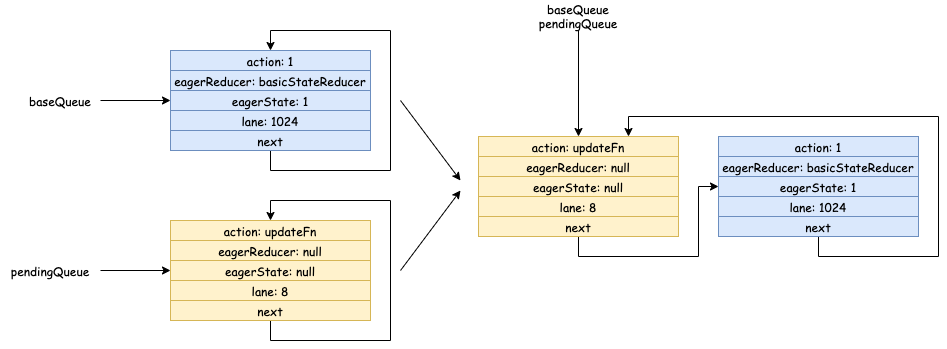 baseQueue
action: 1
eagerReducer: basicStateReducer
eagerState: 1
lane: 1024
next
pendingQueue
action: updateFn
eagerReducer: null
eagerState: null
lane: 8
next
baseQueue
pendingQueue
action: updateFn
eagerReducer: null
eagerState: null
lane: 8
next
action: 1
eagerReducer: basicStateReducer
eagerState: 1
lane: 1024
next